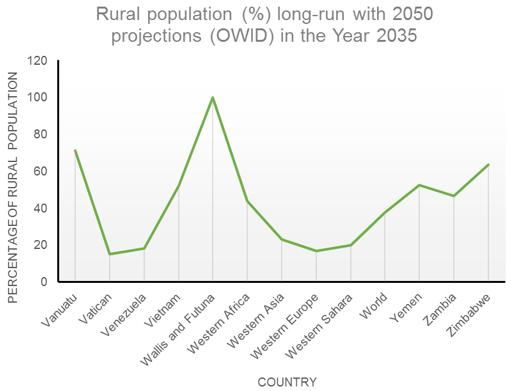 Rural population (%) long-run with 2050
projections (OWID) in the Year 2035
PERCENTAGE OF RURAL POPULATION
120
100
80
60
40
20
0
Vanuatu
Vatican
Venezuela
Vietnam
Wallis and Futuna
Western Africa
Western Asia
Western Europe
Western Sahara
World
Yemen
Zambia
Zimbabwe
COUNTRY